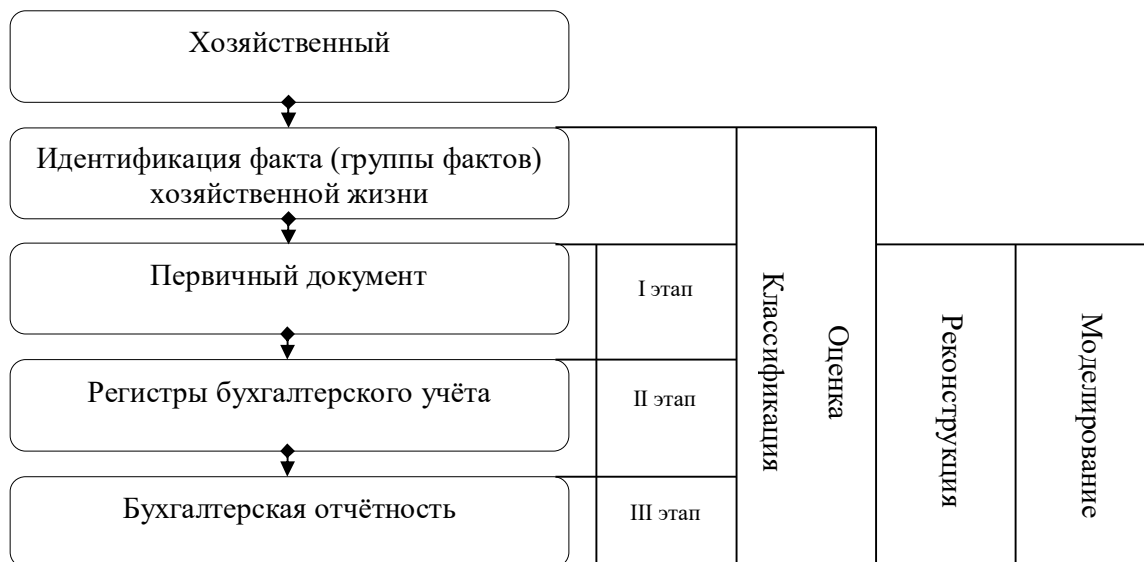 Хозяйственный
Идентификация факта (группы фактов)
хозяйственной жизни
Первичный документ
I этап
Регистры бухгалтерского учёта
II этап
Бухгалтерская отчётность
III этап
Классификация
Оценка
Реконструкция
Моделирование